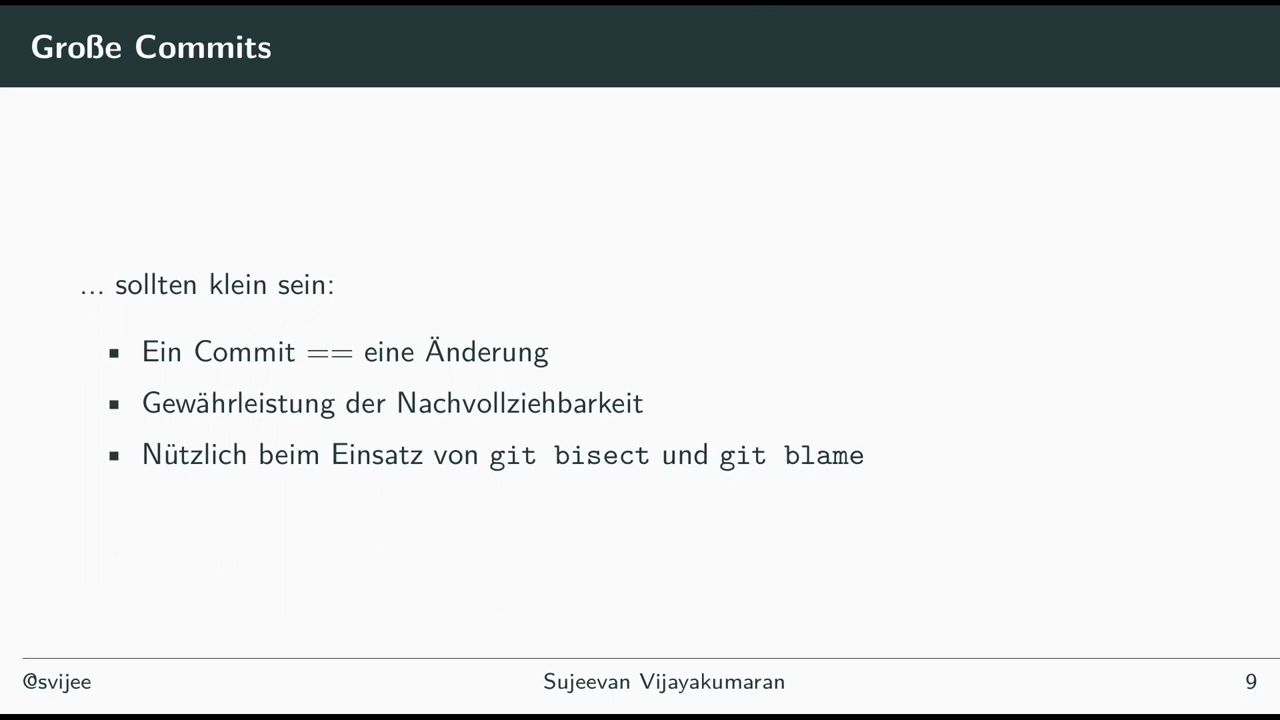 Große Commits
... sollten klein sein:
▪ Ein Commit == eine Änderung
▪ Gewährleistung der Nachvollziehbarkeit
▪ Nützlich beim Einsatz von git bisect und git blame
@svijee Sujeevan Vijayakumaran 9